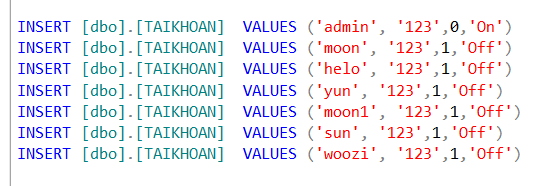 INSERT [dbo].[TAIKHOAN]  VALUES ('admin', '123',0,'On')
INSERT [dbo].[TAIKHOAN]  VALUES ('moon', '123',1,'Off')
INSERT [dbo].[TAIKHOAN]  VALUES ('helo', '123',1,'Off')
INSERT [dbo].[TAIKHOAN]  VALUES ('yun', '123',1,'Off')
INSERT [dbo].[TAIKHOAN]  VALUES ('moon1', '123',1,'Off')
INSERT [dbo].[TAIKHOAN]  VALUES ('sun', '123',1,'Off')
INSERT [dbo].[TAIKHOAN]  VALUES ('woozi', '123',1,'Off')